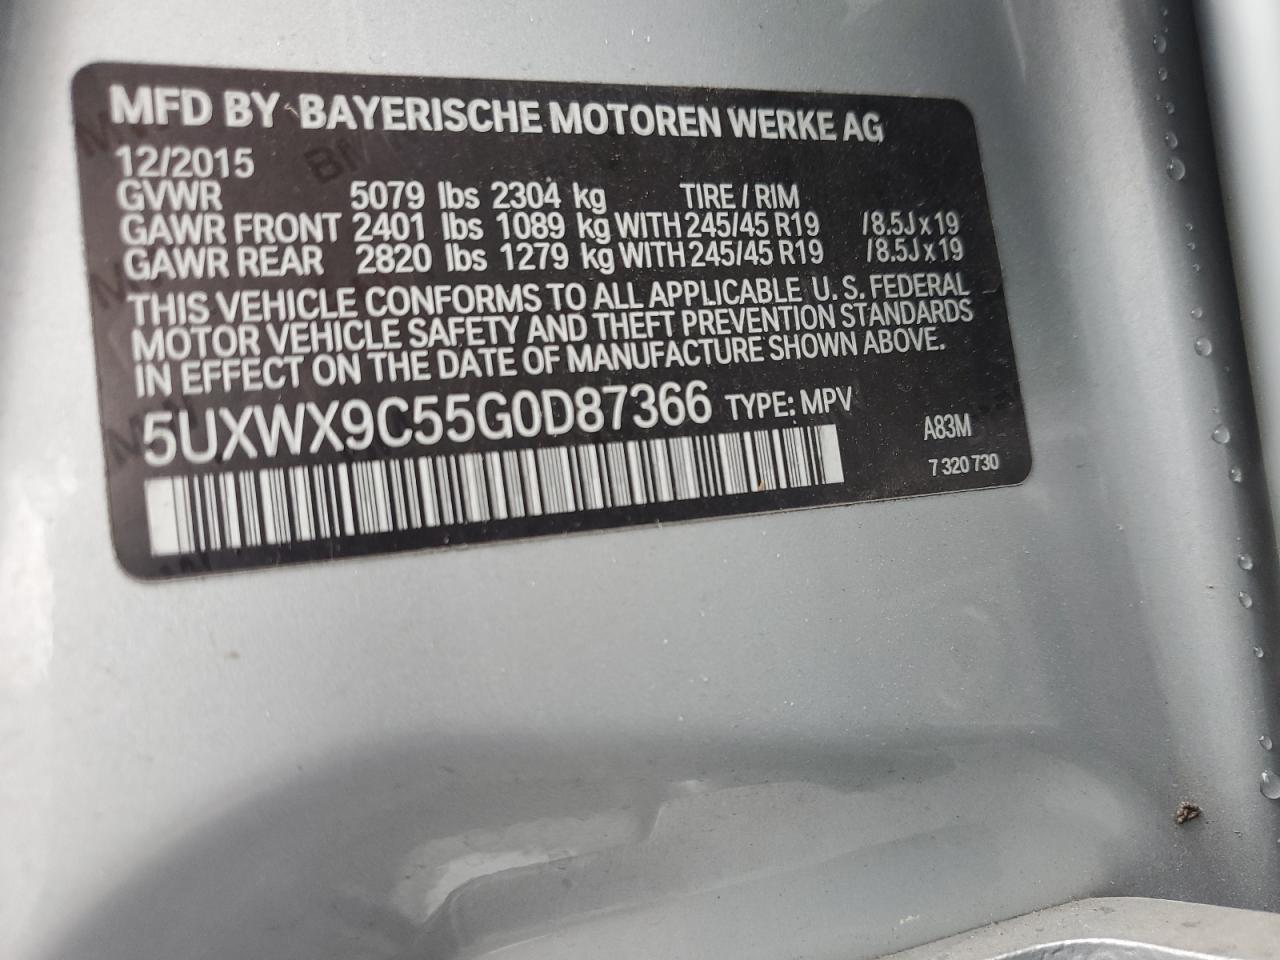 MFD BY BAYERISCHE MOTOREN WERKE AG
12/2015
GVWR 5079 lbs 2304 kg TIRE / RIM
GAWR FRONT 2401 lbs 1089 kg WITH 245/45 R19 /8.5J x 19
GAWR REAR 2820 lbs 1279 kg WITH 245/45 R19 /8.5J x 19
THIS VEHICLE CONFORMS TO ALL APPLICABLE U. S. FEDERAL
MOTOR VEHICLE SAFETY AND THEFT PREVENTION STANDARDS
IN EFFECT ON THE DATE OF MANUFACTURE SHOWN ABOVE.
5UXWX9C55G0D87366 TYPE: MPV
A83M
7 320 730